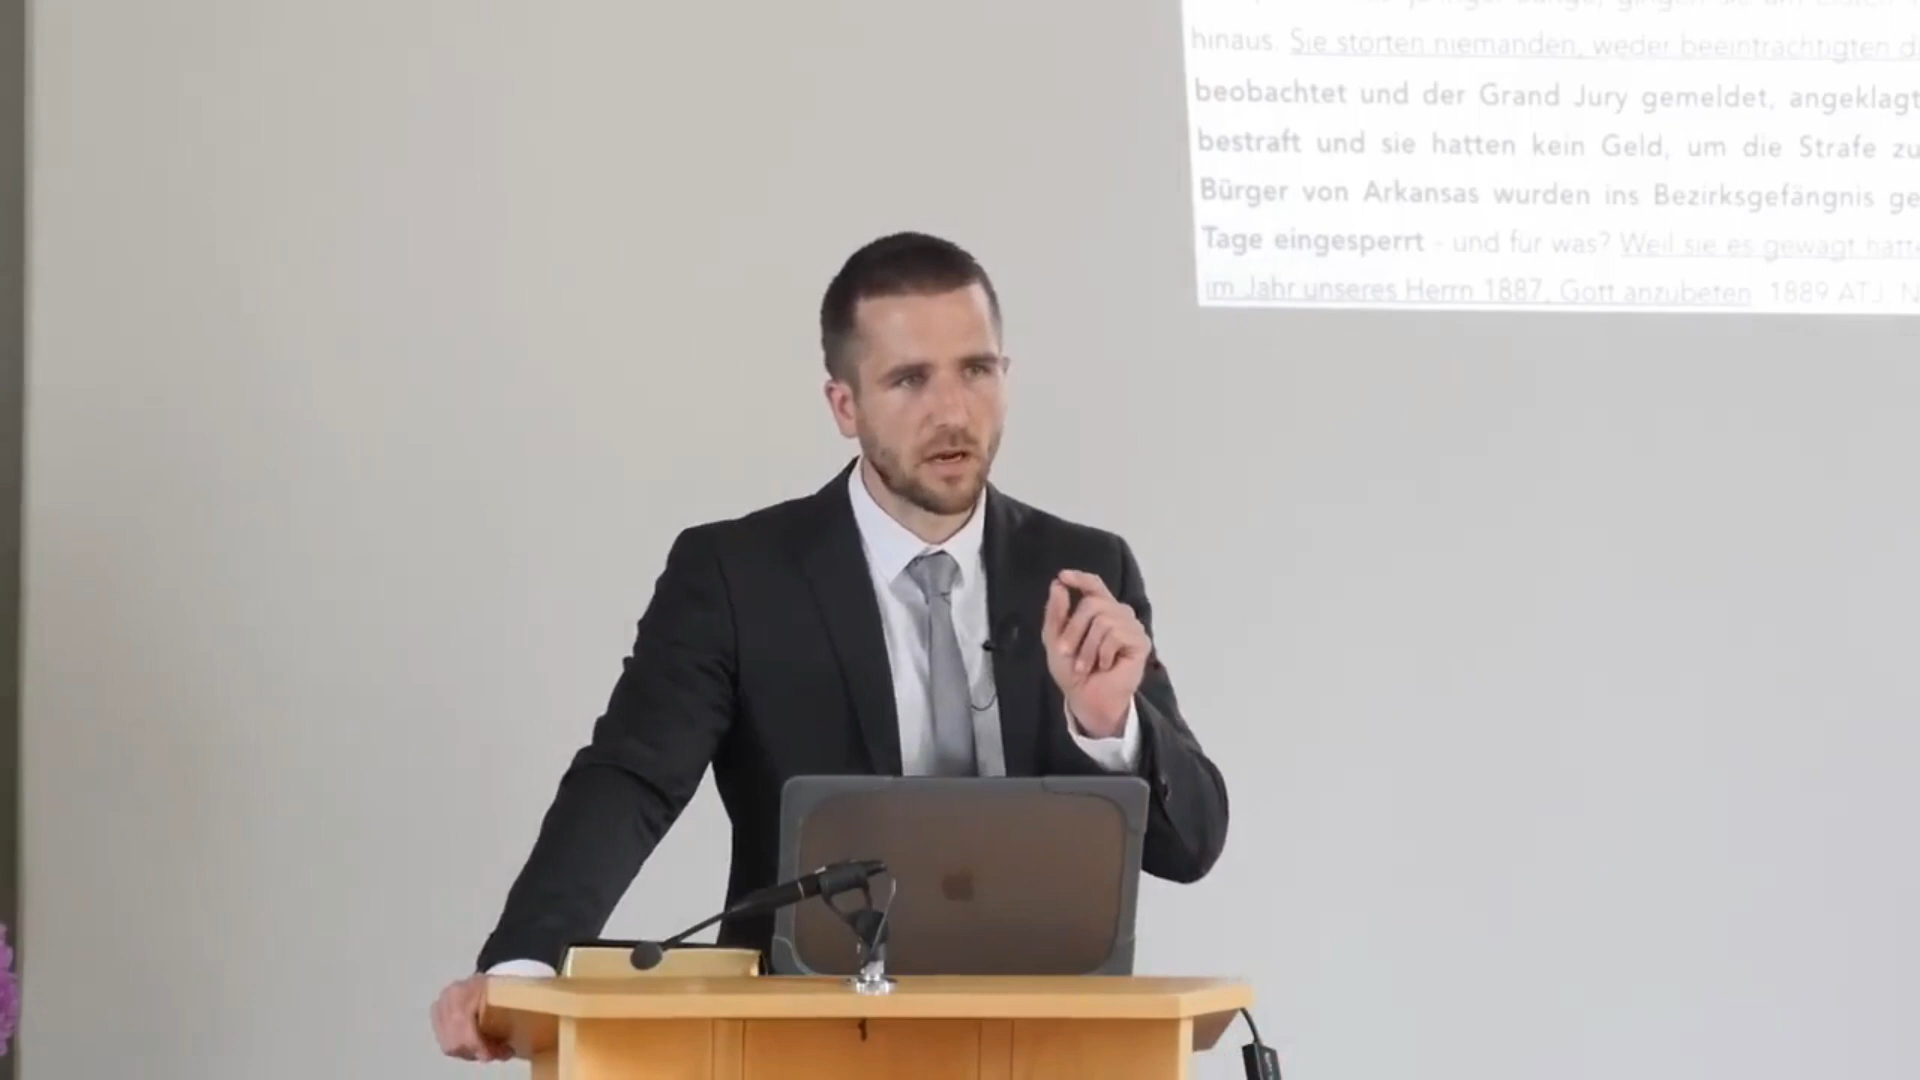 hinaus. Sie störten niemanden, weder beeinträchtigten
beobachtet und der Grand Jury gemeldet, angeklagt
bestraft und sie hatten kein Geld, um die Strafe zu
Bürger von Arkansas wurden ins Bezirksgefängnis
Tage eingesperrt - und für was? Weil sie es gewagt
im Jahr unseres Herrn 1887, Gott anzubeten. 1889 ATJ.